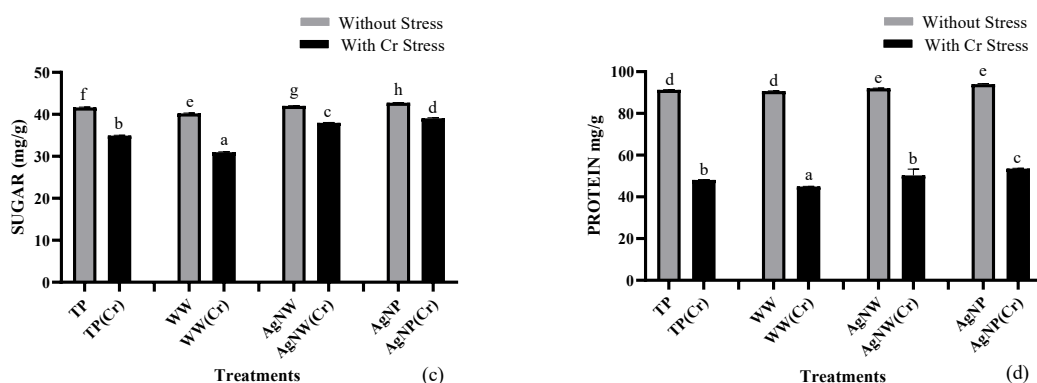 Without Stress
With Cr Stress
SUGAR (mg/g)
50
40
30
20
10
0
f
b
e
a
g
c
h
d
TP
TP(Cr)
WW
WW(Cr)
AgNW
AgNW(Cr)
AgNP
AgNP(Cr)
Treatments
(c)
Without Stress
With Cr Stress
PROTEIN mg/g
100
80
60
40
20
0
d
b
d
a
e
b
e
c
TP
TP(Cr)
WW
WW(Cr)
AgNW
AgNW(Cr)
AgNP
AgNP(Cr)
Treatments
(d)